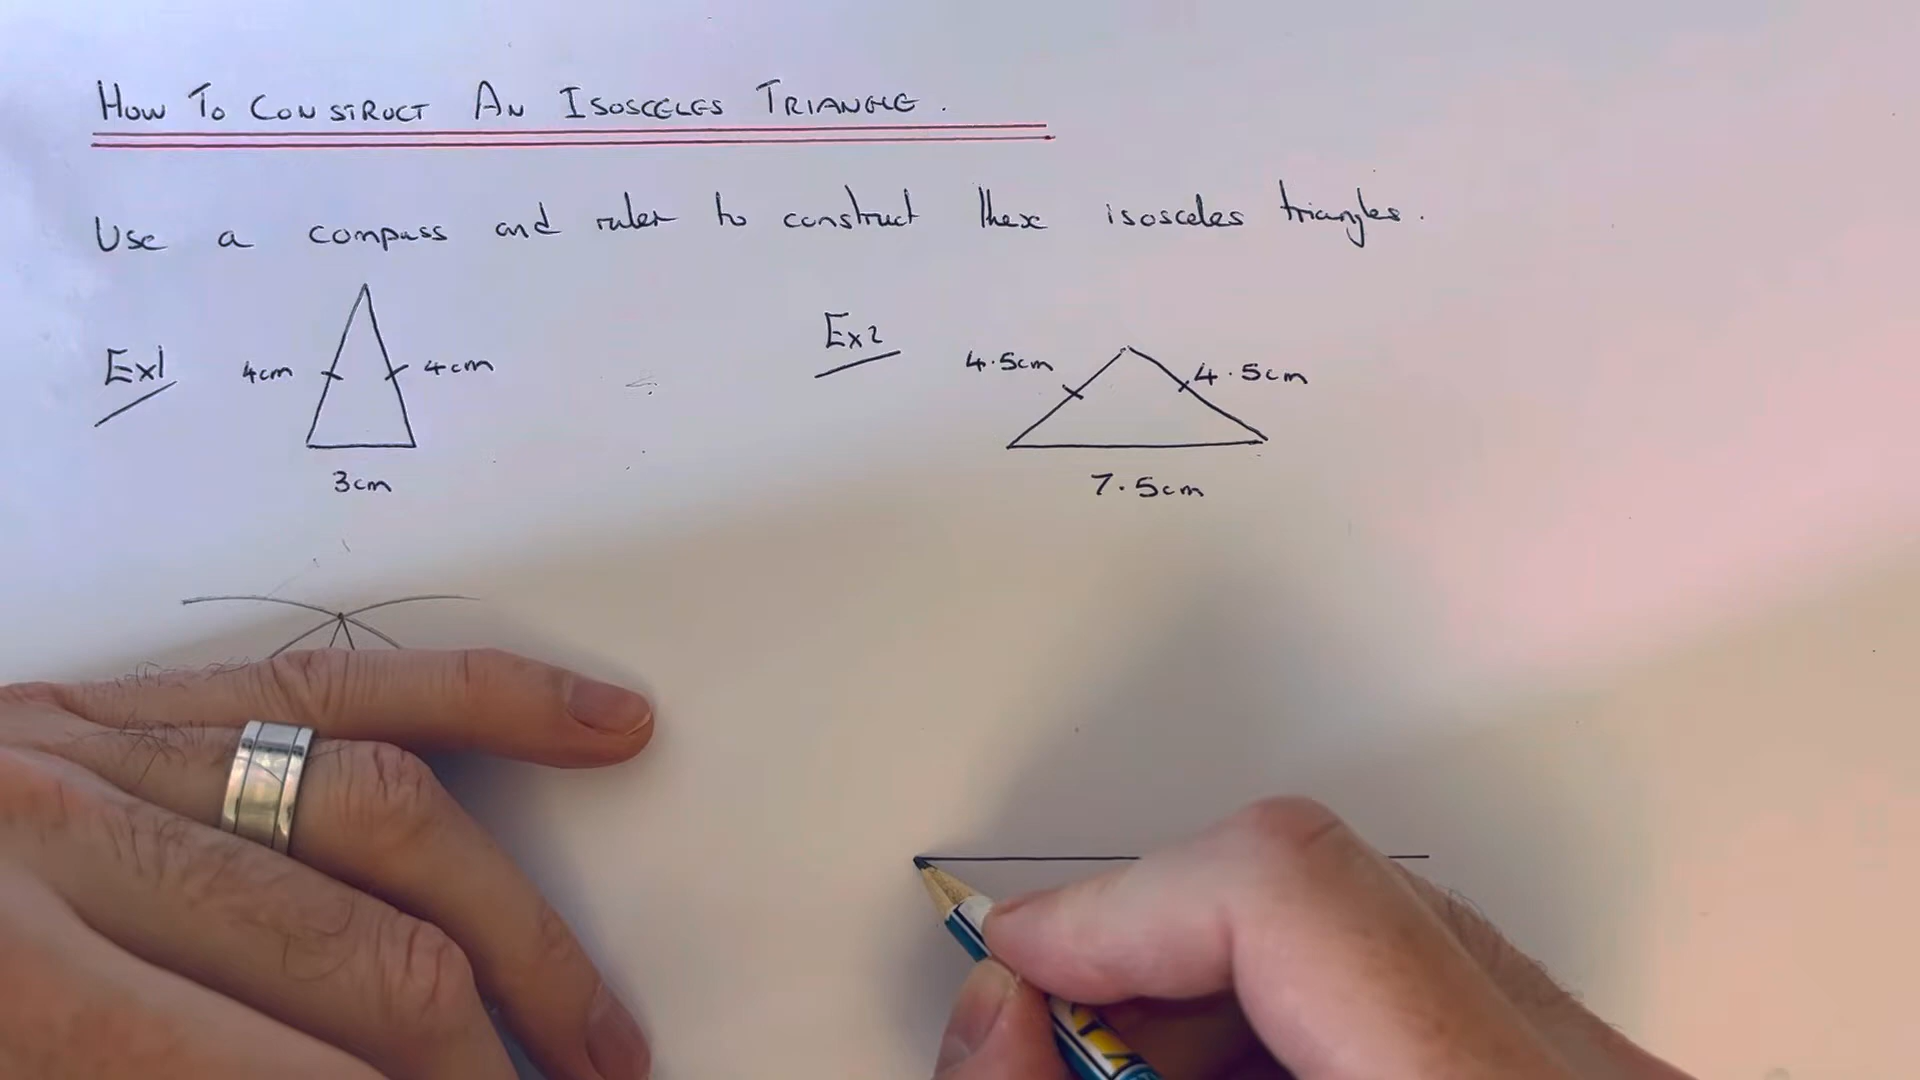 HOW TO CONSTRUCT AN ISOSCELES TRIANGLE.
Use a compass and ruler to construct these isosceles triangles.
Ex1
4cm
4cm
3cm
Ex2
4.5cm
4.5cm
7.5cm